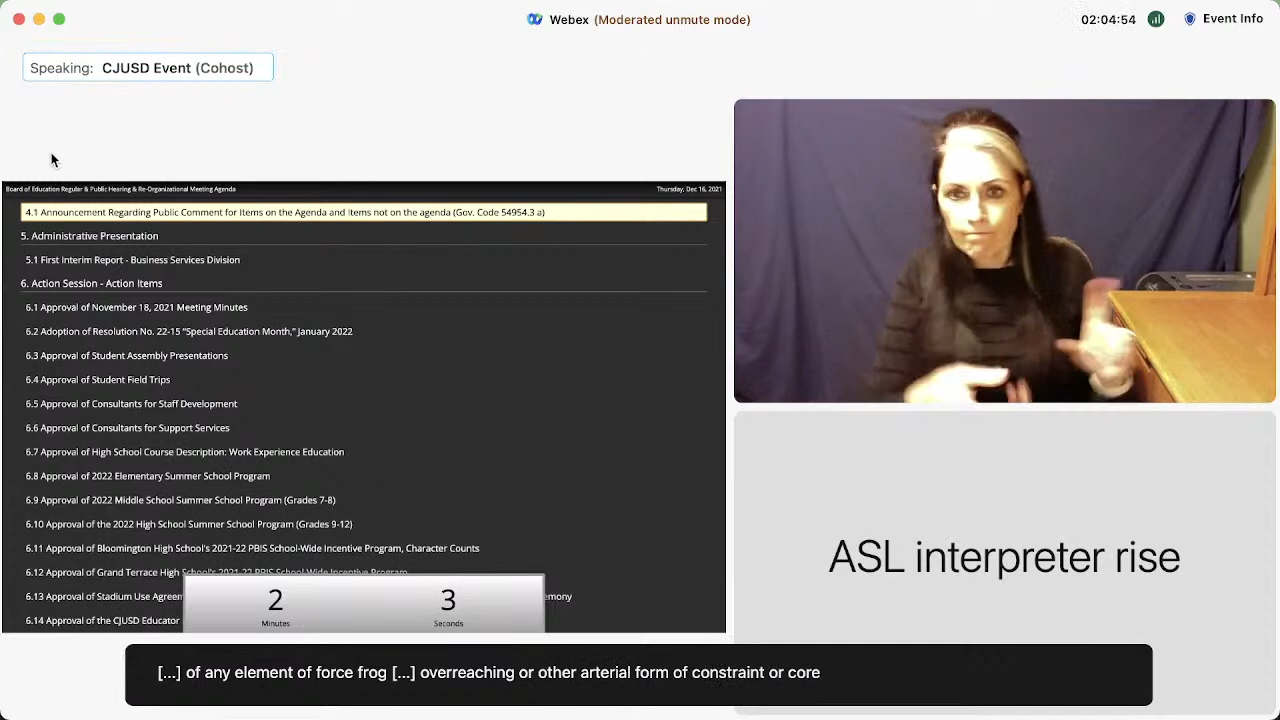 Webex (Moderated unmute mode)
02:04:54
Event Info
Speaking: CJUSD Event (Cohost)
Board of Education Regular & Public Hearing & Re-Organizational Meeting Agenda
Thursday, Dec 16, 2021
4.1 Announcement Regarding Public Comment for Items on the Agenda and Items not on the agenda (Gov. Code 54954.3 a)
5. Administrative Presentation
5.1 First Interim Report - Business Services Division
6. Action Session - Action Items
6.1 Approval of November 18, 2021 Meeting Minutes
6.2 Adoption of Resolution No. 22-15 "Special Education Month," January 2022
6.3 Approval of Student Assembly Presentations
6.4 Approval of Student Field Trips
6.5 Approval of Consultants for Staff Development
6.6 Approval of Consultants for Support Services
6.7 Approval of High School Course Description: Work Experience Education
6.8 Approval of 2022 Elementary Summer School Program
6.9 Approval of 2022 Middle School Summer School Program (Grades 7-8)
6.10 Approval of the 2022 High School Summer School Program (Grades 9-12)
6.11 Approval of Bloomington High School's 2021-22 PBIS School-Wide Incentive Program, Character Counts
6.12 Approval of Grand Terrace High School's 2021-22 PBIS School-Wide Incentive Program
6.13 Approval of Stadium Use Agreem emony
6.14 Approval of the CJUSD Educator
2 3
Minutes Seconds
ASL interpreter rise
[...] of any element of force frog [...] overreaching or other arterial form of constraint or core